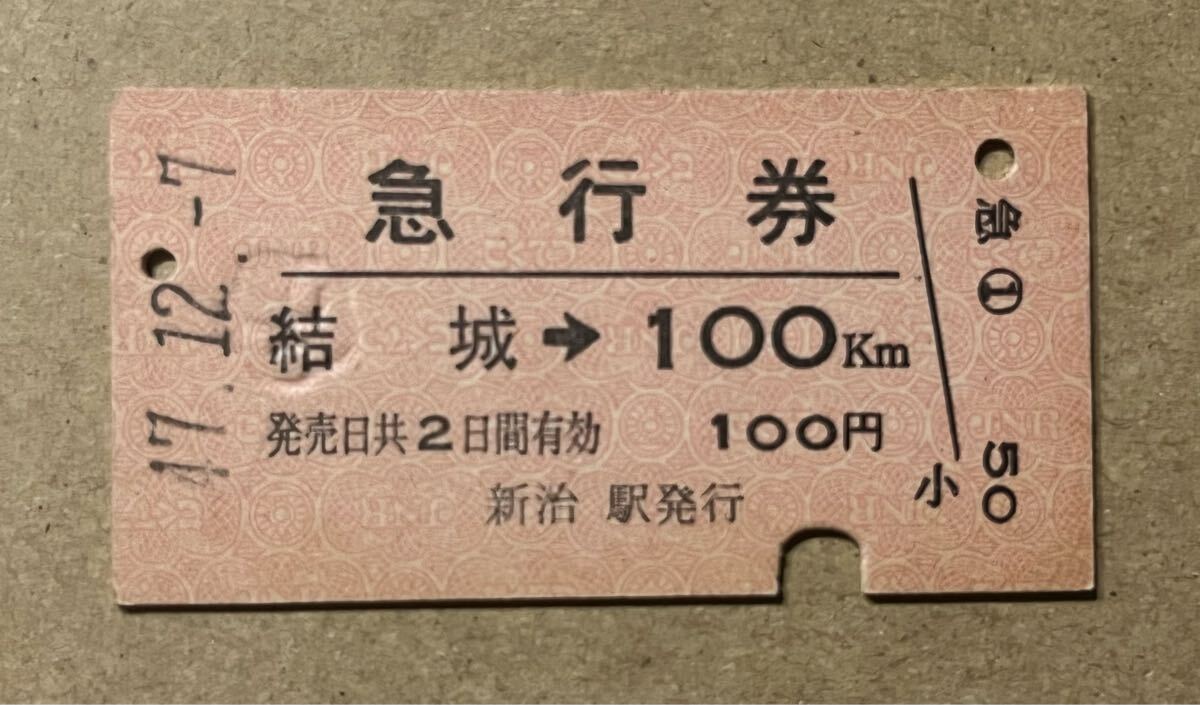 47.12.-7
急行券
結城➔100Km
発売日共2日間有効 100円
新治 駅発行
急①
小 50